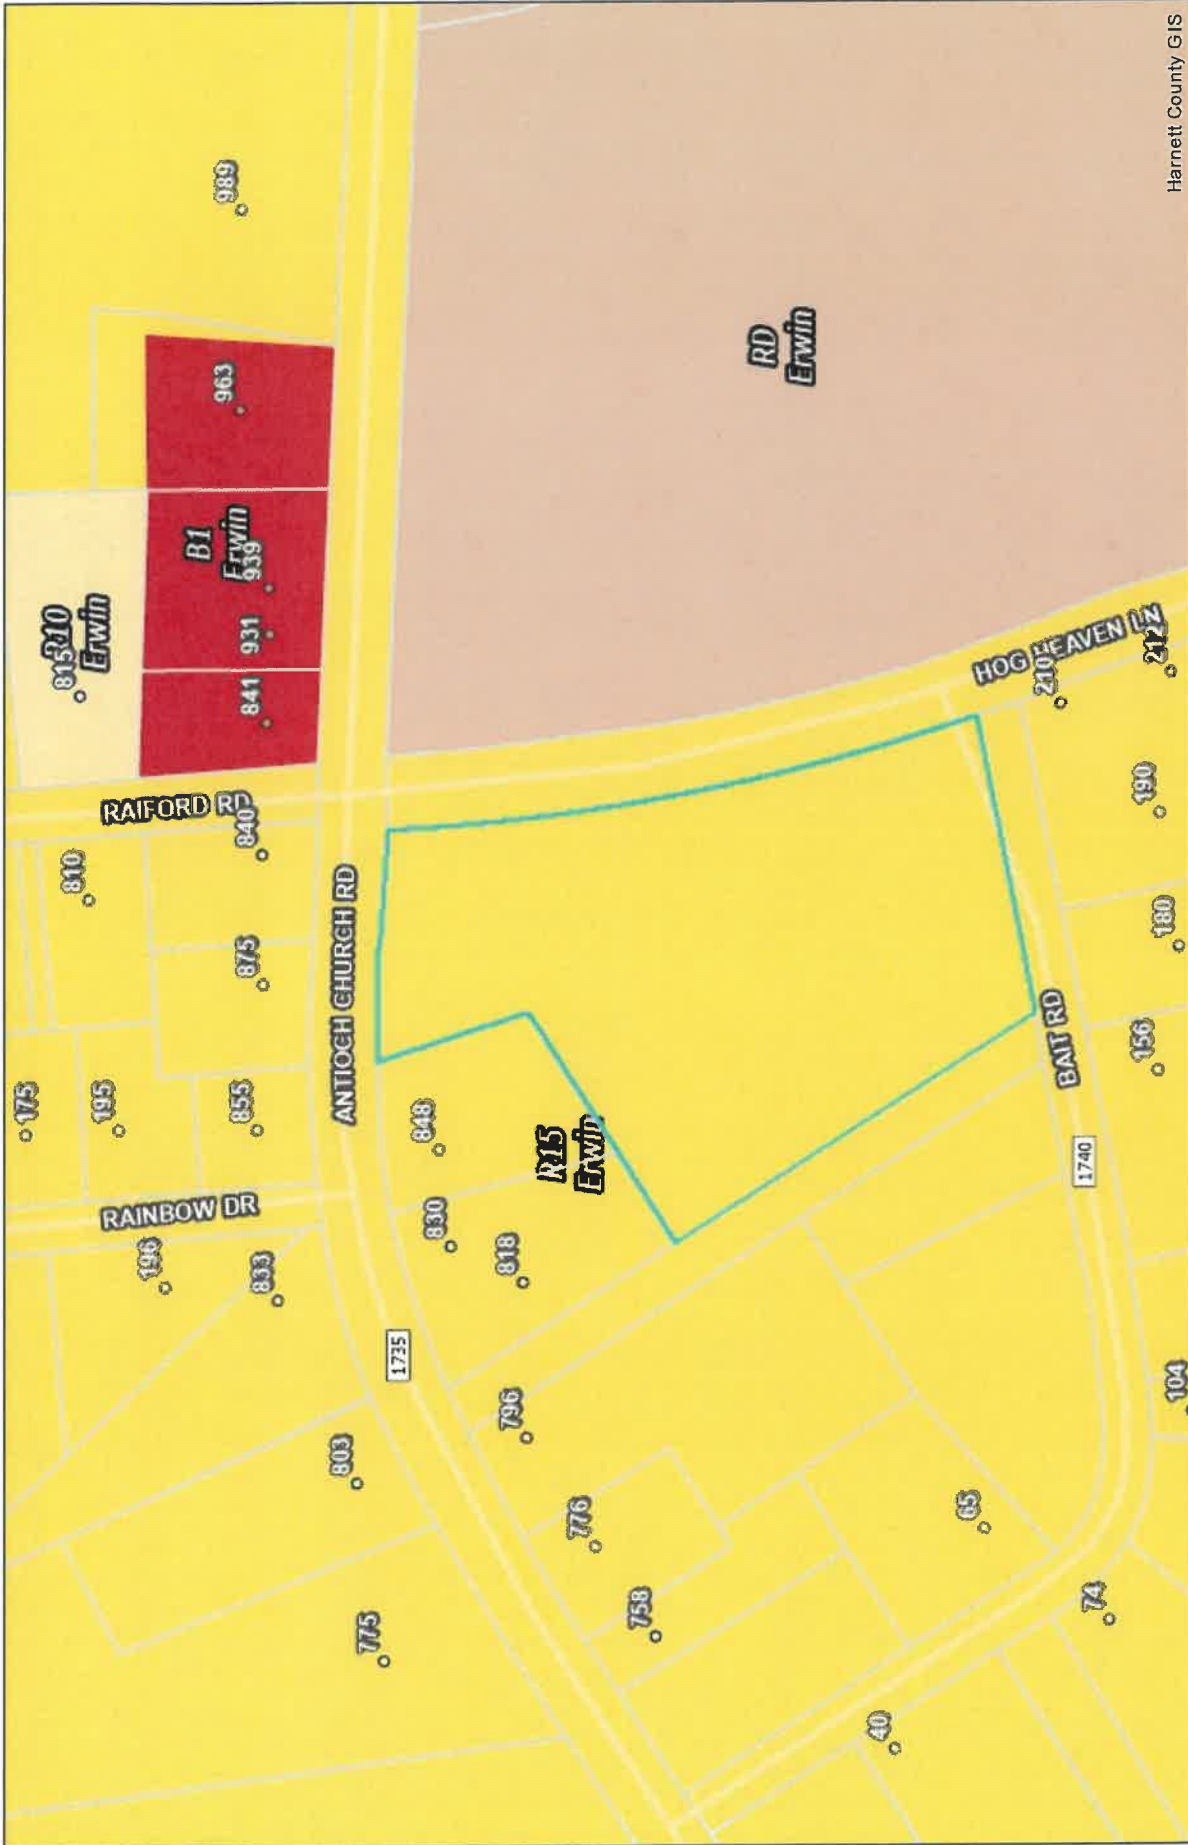 175
195
196
833
RAINBOW DR
855
875
810
840
RAIFORD RD
815
R10
Erwin
841
931
939
B1
Erwin
963
989
803
775
1735
ANTIOCH CHURCH RD
848
830
818
R15
Erwin
796
776
758
RD
Erwin
HOG HEAVEN LN
210
212
190
180
156
BAIT RD
1740
104
65
74
40
Harnett County GIS